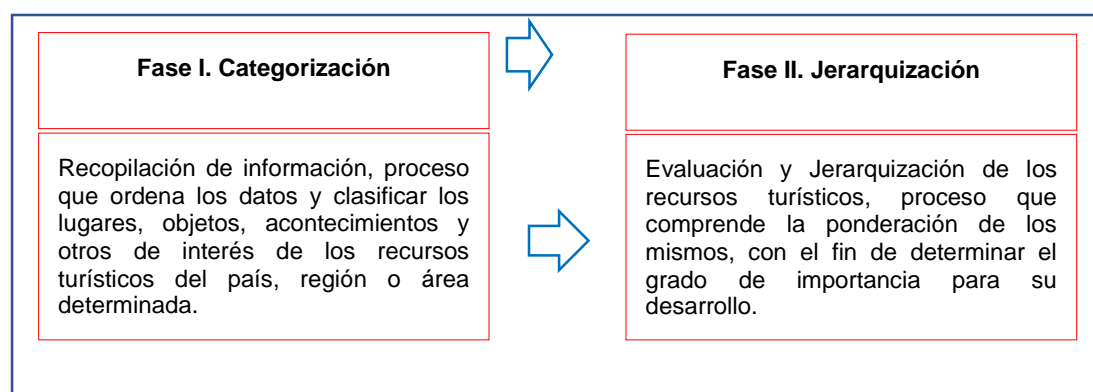 Fase I. Categorización
Recopilación de información, proceso
que ordena los datos y clasificar los
lugares, objetos, acontecimientos y
otros de interés de los recursos
turísticos del país, región o área
determinada.
Fase II. Jerarquización
Evaluación y Jerarquización de los
recursos turísticos, proceso que
comprende la ponderación de los
mismos, con el fin de determinar el
grado de importancia para su
desarrollo.